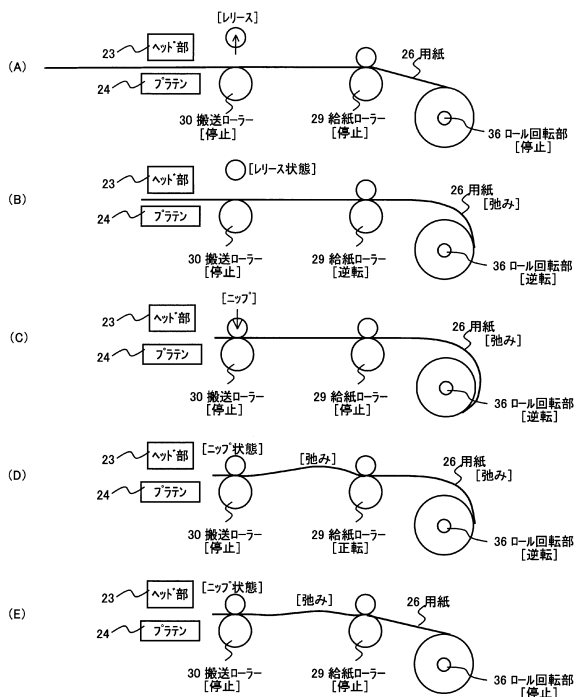 [レリース]
(A)
23
ヘッド部
24
プラテン
26 用紙
30 搬送ローラー
[停止]
29 給紙ローラー
[停止]
36 ロール回転部
[停止]
(B)
23
ヘッド部
[レリース状態]
24
プラテン
26 用紙
[弛み]
30 搬送ローラー
[停止]
29 給紙ローラー
[逆転]
36 ロール回転部
[逆転]
[ニップ]
(C)
23
ヘッド部
24
プラテン
26 用紙
[弛み]
30 搬送ローラー
[停止]
29 給紙ローラー
[停止]
36 ロール回転部
[逆転]
(D)
23
ヘッド部
[ニップ状態]
[弛み]
24
プラテン
26 用紙
[弛み]
30 搬送ローラー
[停止]
29 給紙ローラー
[正転]
36 ロール回転部
[逆転]
(E)
23
ヘッド部
[ニップ状態]
[弛み]
24
プラテン
26 用紙
30 搬送ローラー
[停止]
29 給紙ローラー
[停止]
36 ロール回転部
[停止]